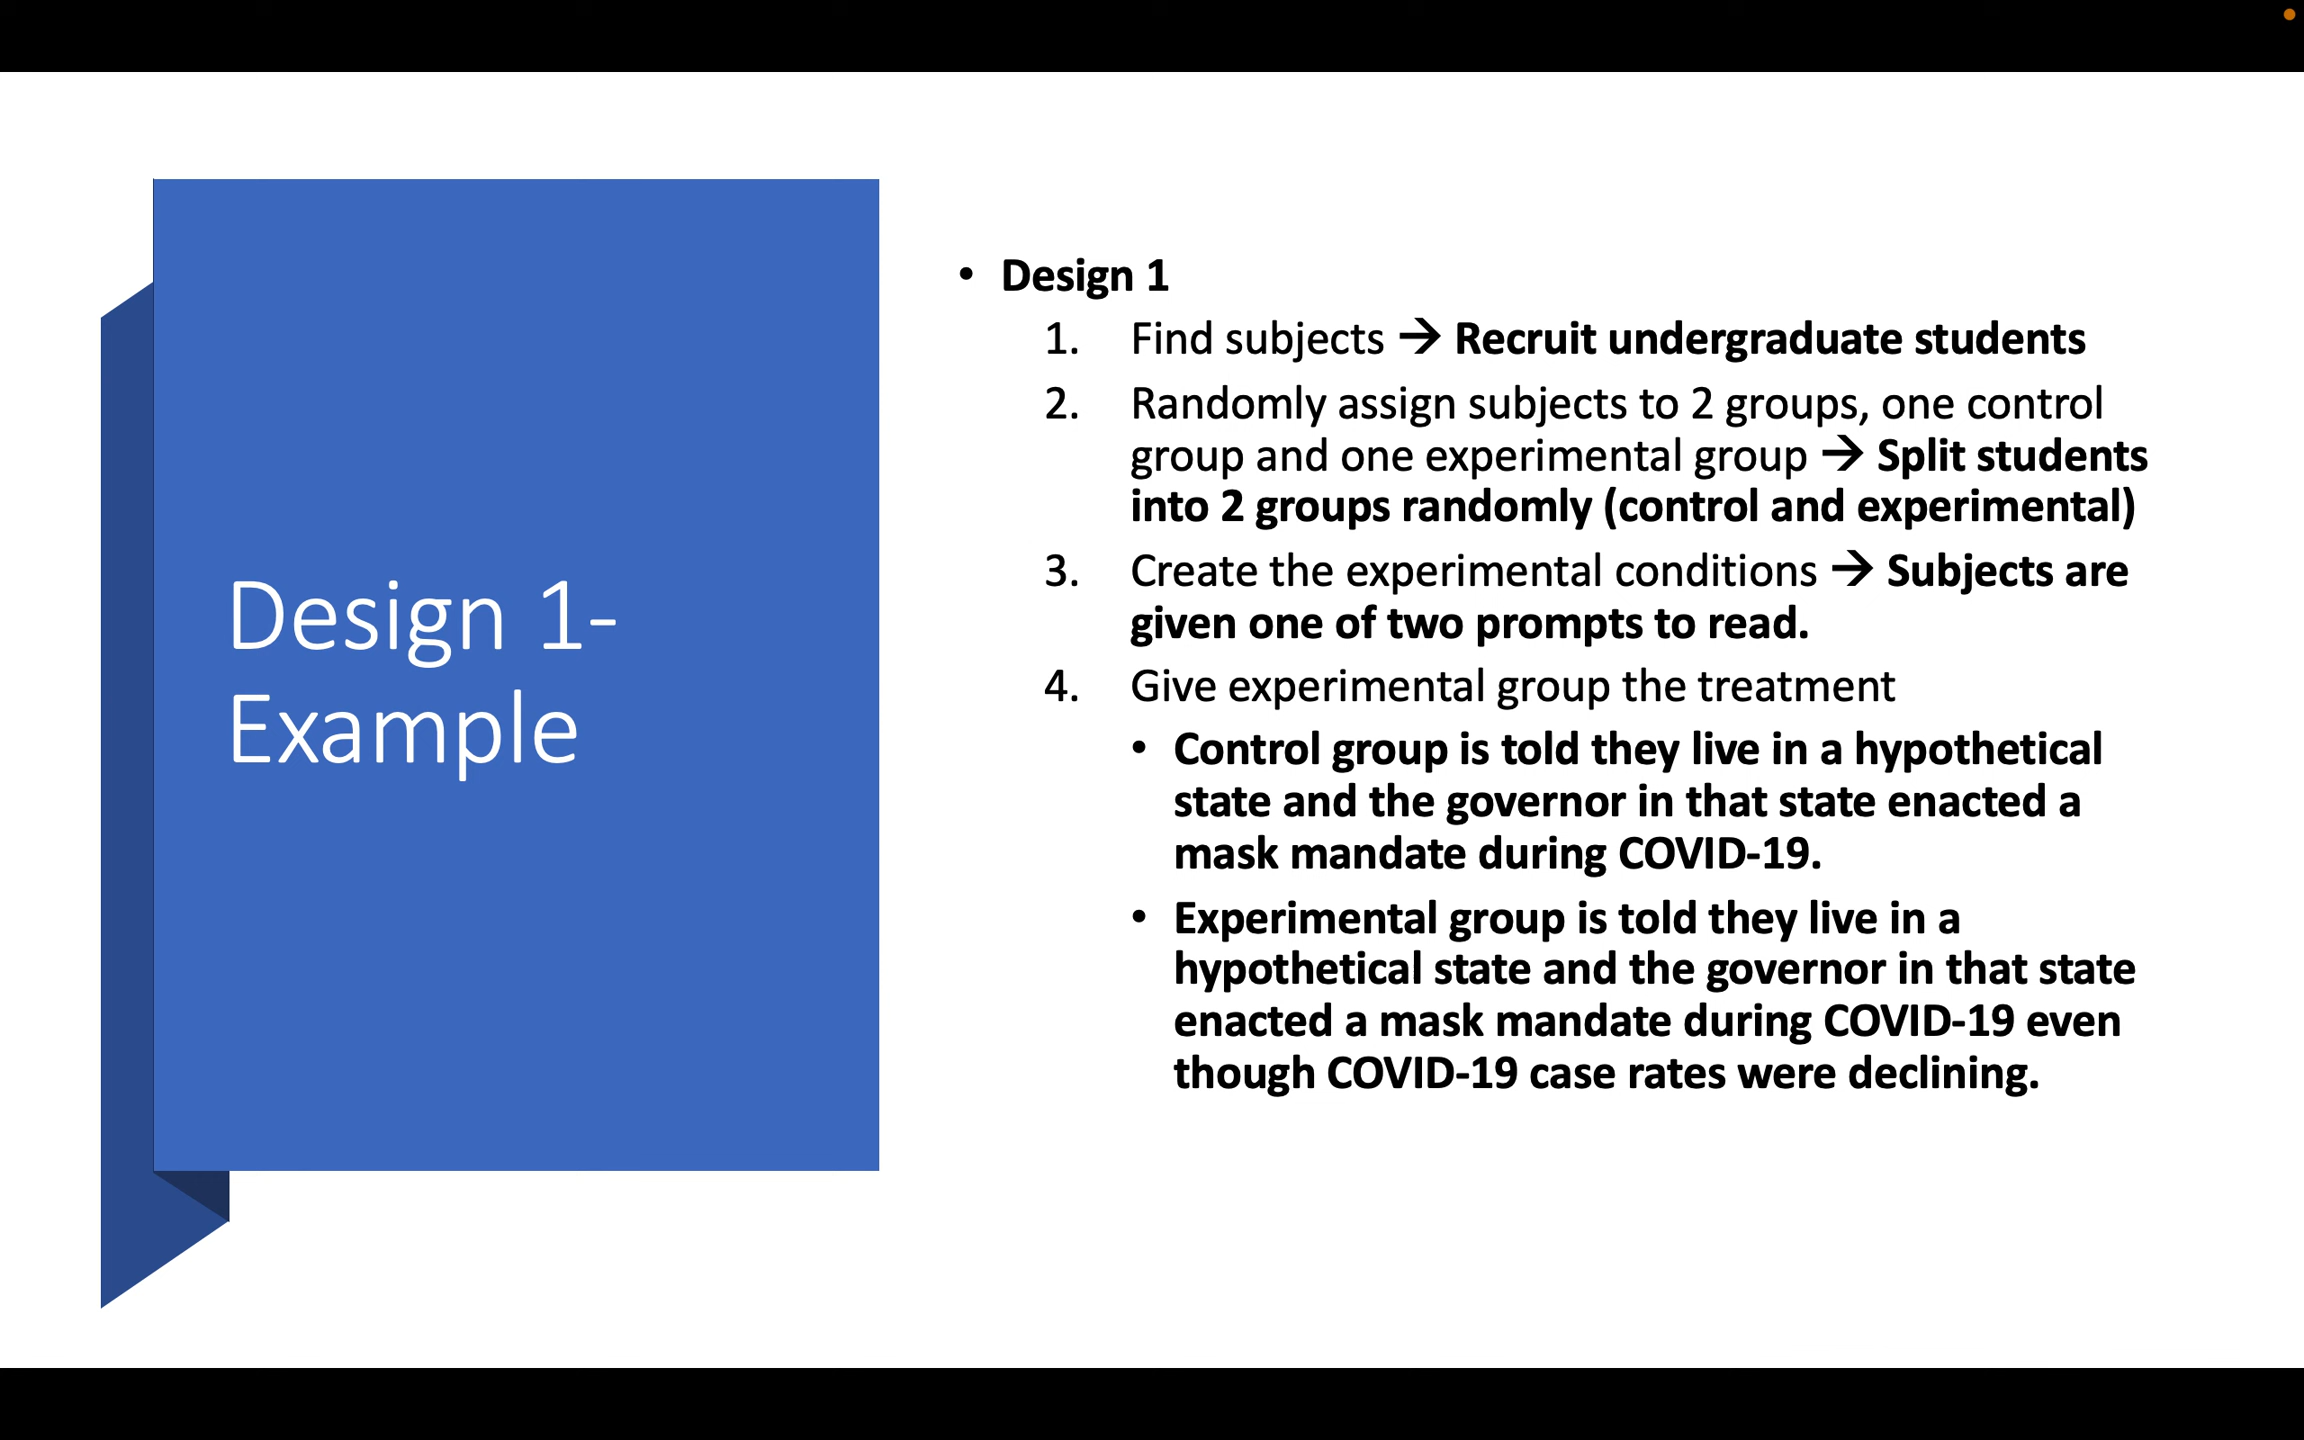 Design 1-
Example
• Design 1
1. Find subjects → Recruit undergraduate students
2. Randomly assign subjects to 2 groups, one control
group and one experimental group → Split students
into 2 groups randomly (control and experimental)
3. Create the experimental conditions → Subjects are
given one of two prompts to read.
4. Give experimental group the treatment
• Control group is told they live in a hypothetical
state and the governor in that state enacted a
mask mandate during COVID-19.
• Experimental group is told they live in a
hypothetical state and the governor in that state
enacted a mask mandate during COVID-19 even
though COVID-19 case rates were declining.